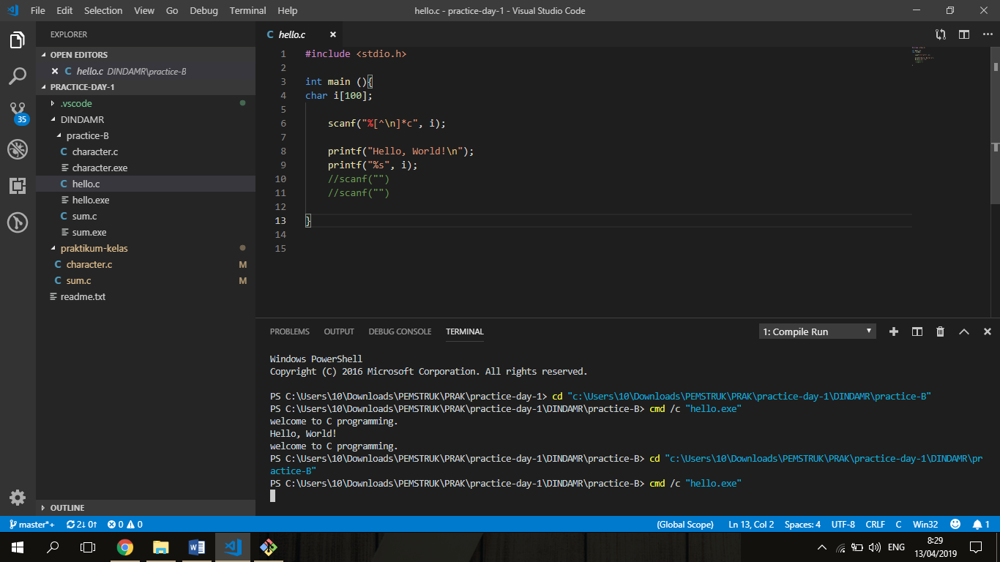 File Edit Selection View Go Debug Terminal Help hello.c - practice-day-1 - Visual Studio Code
EXPLORER
OPEN EDITORS
hello.c DINDAMR\practice-B
PRACTICE-DAY-1
.vscode
DINDAMR
practice-B
C character.c
character.exe
C hello.c
hello.exe
C sum.c
sum.exe
praktikum-kelas
C character.c M
C sum.c M
readme.txt
OUTLINE
35
C hello.c
1 #include <stdio.h>
2
3 int main (){
4 char i[100];
5
6 scanf("%[^\n]*c", i);
7
8 printf("Hello, World!\n");
9 printf("%s", i);
10 //scanf("")
11 //scanf("")
12
13 }
14
15
PROBLEMS OUTPUT DEBUG CONSOLE TERMINAL 1: Compile Run
Windows PowerShell
Copyright (C) 2016 Microsoft Corporation. All rights reserved.
PS C:\Users\10\Downloads\PEMSTRUK\PRAK\practice-day-1> cd "c:\Users\10\Downloads\PEMSTRUK\PRAK\practice-day-1\DINDAMR\practice-B"
PS C:\Users\10\Downloads\PEMSTRUK\PRAK\practice-day-1\DINDAMR\practice-B> cmd /c "hello.exe"
welcome to C programming.
Hello, World!
welcome to C programming.
PS C:\Users\10\Downloads\PEMSTRUK\PRAK\practice-day-1\DINDAMR\practice-B> cd "c:\Users\10\Downloads\PEMSTRUK\PRAK\practice-day-1\DINDAMR\pr
actice-B"
PS C:\Users\10\Downloads\PEMSTRUK\PRAK\practice-day-1\DINDAMR\practice-B> cmd /c "hello.exe"
master*+ 2↓ 0↑ 0 0 (Global Scope) Ln 13, Col 2 Spaces: 4 UTF-8 CRLF C Win32 1
ENG 8:29
13/04/2019